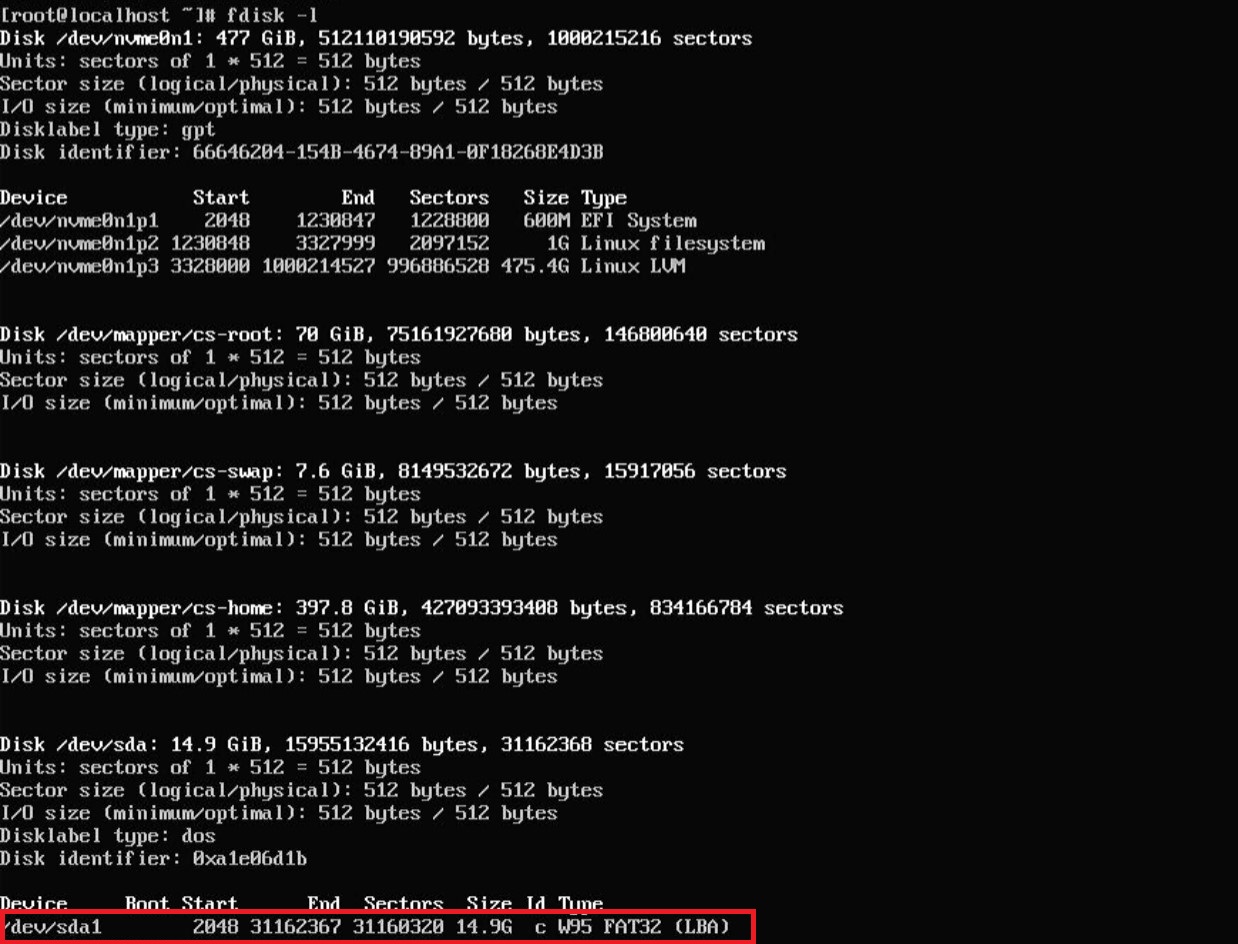 [root@localhost ~]# fdisk -l
Disk /dev/nvme0n1: 477 GiB, 512110190592 bytes, 1000215216 sectors
Units: sectors of 1 * 512 = 512 bytes
Sector size (logical/physical): 512 bytes / 512 bytes
I/O size (minimum/optimal): 512 bytes / 512 bytes
Disklabel type: gpt
Disk identifier: 66646204-154B-4674-89A1-0F18268E4D3B
Device Start End Sectors Size Type
/dev/nvme0n1p1 2048 1230847 1228800 600M EFI System
/dev/nvme0n1p2 1230848 3327999 2097152 1G Linux filesystem
/dev/nvme0n1p3 3328000 1000214527 996886528 475.4G Linux LVM
Disk /dev/mapper/cs-root: 70 GiB, 75161927680 bytes, 146800640 sectors
Units: sectors of 1 * 512 = 512 bytes
Sector size (logical/physical): 512 bytes / 512 bytes
I/O size (minimum/optimal): 512 bytes / 512 bytes
Disk /dev/mapper/cs-swap: 7.6 GiB, 8149532672 bytes, 15917056 sectors
Units: sectors of 1 * 512 = 512 bytes
Sector size (logical/physical): 512 bytes / 512 bytes
I/O size (minimum/optimal): 512 bytes / 512 bytes
Disk /dev/mapper/cs-home: 397.8 GiB, 427093393408 bytes, 834166784 sectors
Units: sectors of 1 * 512 = 512 bytes
Sector size (logical/physical): 512 bytes / 512 bytes
I/O size (minimum/optimal): 512 bytes / 512 bytes
Disk /dev/sda: 14.9 GiB, 15955132416 bytes, 31162368 sectors
Units: sectors of 1 * 512 = 512 bytes
Sector size (logical/physical): 512 bytes / 512 bytes
I/O size (minimum/optimal): 512 bytes / 512 bytes
Disklabel type: dos
Disk identifier: 0xa1e06d1b
Device Boot Start End Sectors Size Id Type
/dev/sda1 2048 31162367 31160320 14.9G c W95 FAT32 (LBA)